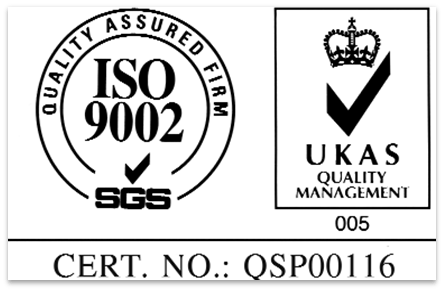 QUALITY ASSURED FIRM
ISO
9002
SGS
UKAS
QUALITY
MANAGEMENT
005
CERT. NO.: QSP00116